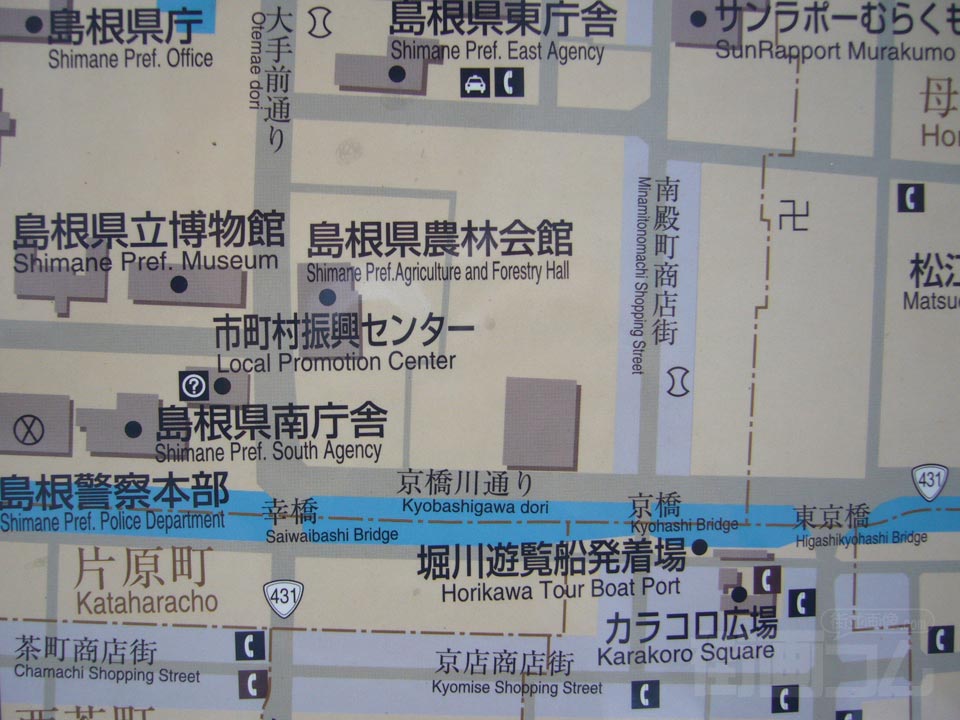 島根県庁
Shimane Pref. Office
大手前通り
Otemae dori
島根県東庁舎
Shimane Pref. East Agency
サンラポーむらくも
SunRapport Murakumo
母
島根県立博物館
Shimane Pref. Museum
島根県農林会館
Shimane Pref.Agriculture and Forestry Hall
南殿町商店街
Minamitonomachi Shopping Street
卍
松江
市町村振興センター
Local Promotion Center
?
島根県南庁舎
Shimane Pref. South Agency
島根警察本部
Shimane Pref. Police Department
京橋川通り
Kyobashigawa dori
431
幸橋
Saiwaibashi Bridge
京橋
Kyohashi Bridge
東京橋
Higashikyohashi Bridge
片原町
Kataharacho
堀川遊覧船発着場
Horikawa Tour Boat Port
431
カラコロ広場
Karakoro Square
茶町商店街
Chamachi Shopping Street
京店商店街
Kyomise Shopping Street
街画コム